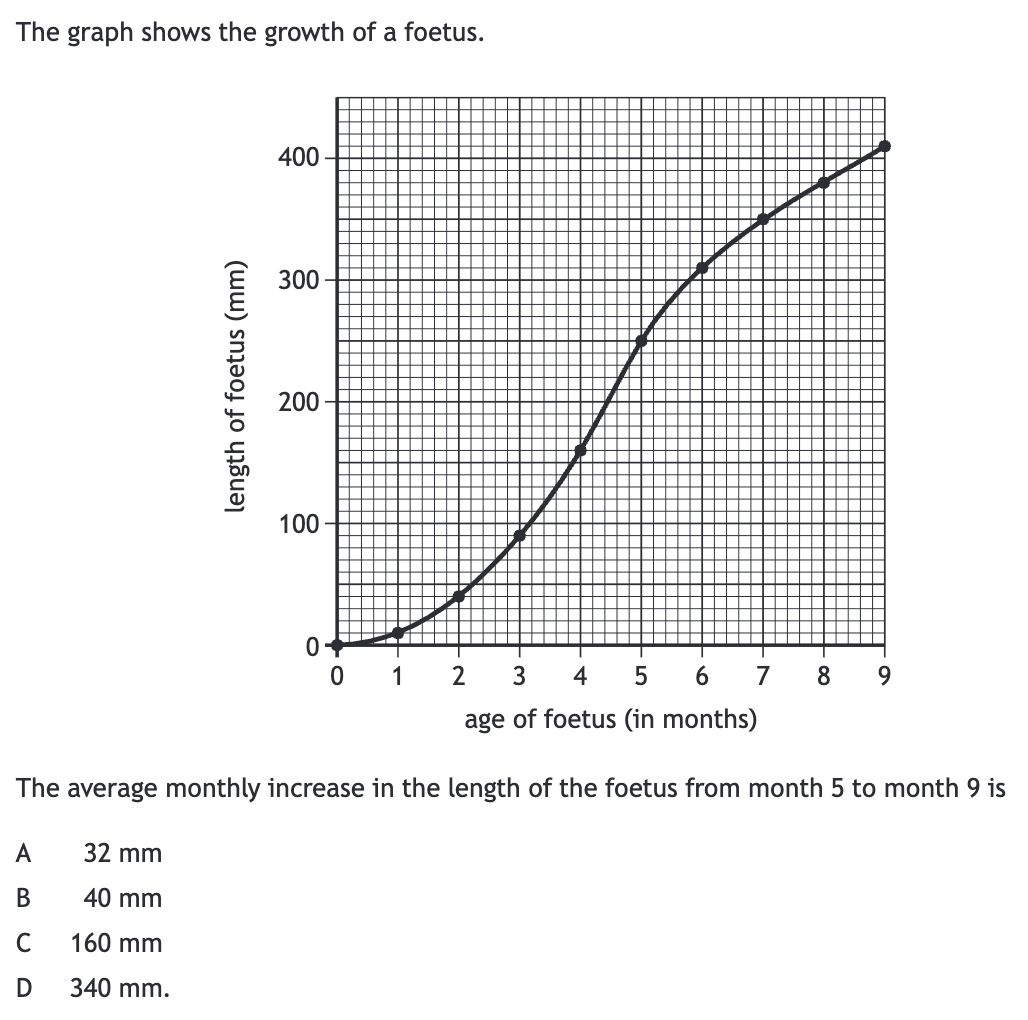 The graph shows the growth of a foetus.
400
300
200
100
0
length of foetus (mm)
0 1 2 3 4 5 6 7 8 9
age of foetus (in months)
The average monthly increase in the length of the foetus from month 5 to month 9 is
A 32 mm
B 40 mm
C 160 mm
D 340 mm.